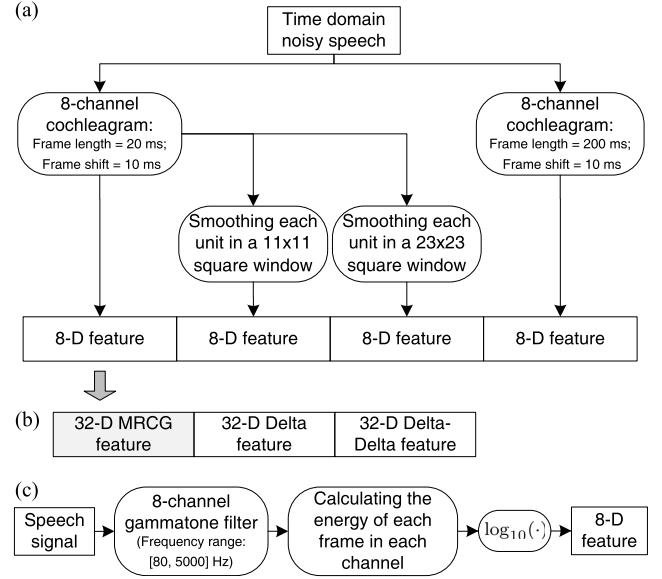 (a)
Time domain
noisy speech
8-channel
cochleagram:
Frame length = 20 ms;
Frame shift = 10 ms
8-channel
cochleagram:
Frame length = 200 ms;
Frame shift = 10 ms
Smoothing each
unit in a 11x11
square window
Smoothing each
unit in a 23x23
square window
8-D feature
8-D feature
8-D feature
8-D feature
(b)
32-D MRCG
feature
32-D Delta
feature
32-D Delta-
Delta feature
(c)
Speech
signal
8-channel
gammatone filter
(Frequency range:
[80, 5000] Hz)
Calculating the
energy of each
frame in each
channel
log₁₀(·)
8-D
feature